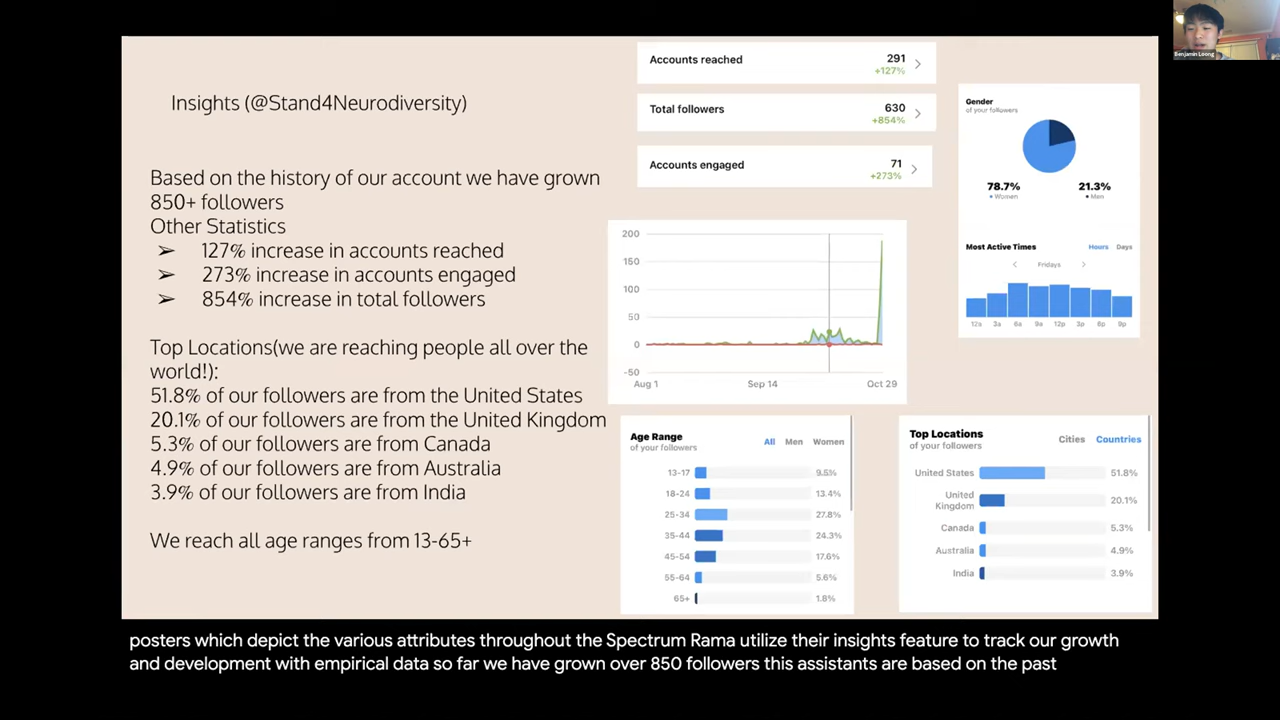 Benjamin Leong
Insights (@Stand4Neurodiversity)
Based on the history of our account we have grown
850+ followers
Other Statistics
➢ 127% increase in accounts reached
➢ 273% increase in accounts engaged
➢ 854% increase in total followers
Top Locations(we are reaching people all over the
world!):
51.8% of our followers are from the United States
20.1% of our followers are from the United Kingdom
5.3% of our followers are from Canada
4.9% of our followers are from Australia
3.9% of our followers are from India
We reach all age ranges from 13-65+
Accounts reached 291
+127%
Total followers 630
+854%
Accounts engaged 71
+273%
200
150
100
50
0
-50
Aug 1 Sep 14 Oct 29
Gender
of your followers
78.7% 21.3%
Women Men
Most Active Times Hours Days
Fridays
12a 3a 6a 9a 12p 3p 6p 9p
Age Range All Men Women
of your followers
13-17 9.5%
18-24 13.4%
25-34 27.8%
35-44 24.3%
45-54 17.6%
55-64 5.6%
65+ 1.8%
Top Locations Cities Countries
of your followers
United States 51.8%
United
Kingdom 20.1%
Canada 5.3%
Australia 4.9%
India 3.9%
posters which depict the various attributes throughout the Spectrum Rama utilize their insights feature to track our growth
and development with empirical data so far we have grown over 850 followers this assistants are based on the past